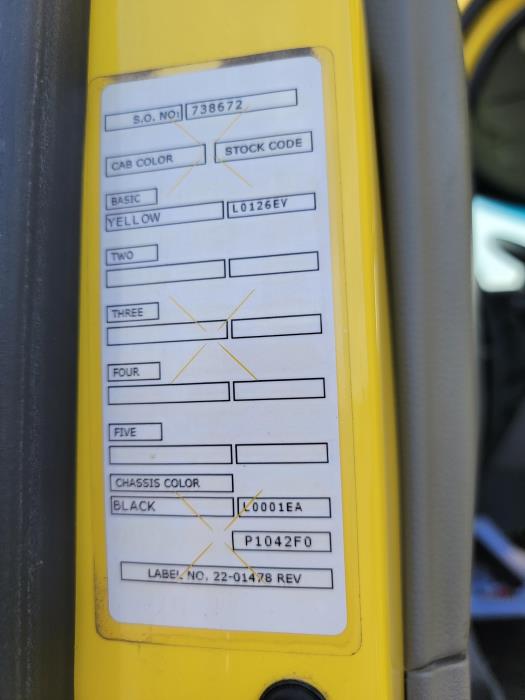 S.O. NO: 738672
CAB COLOR STOCK CODE
BASIC
YELLOW L0126EY
TWO
THREE
FOUR
FIVE
CHASSIS COLOR
BLACK L0001EA
P1042F0
LABEL NO. 22-01478 REV